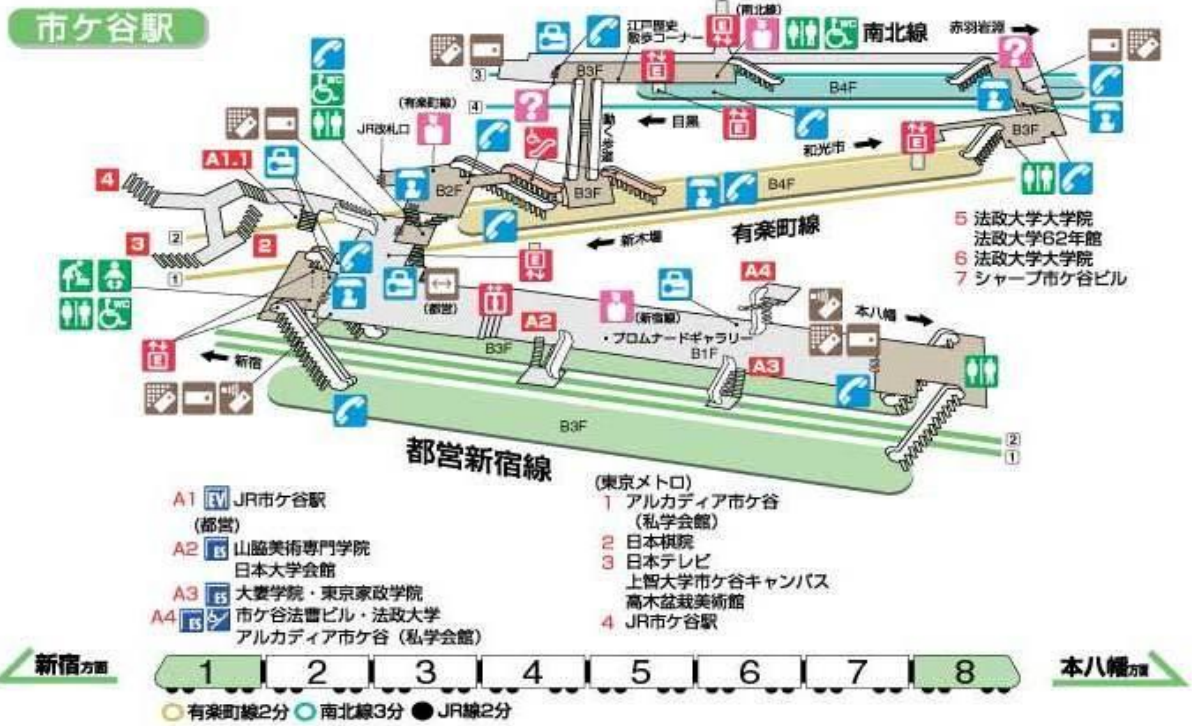 市ケ谷駅
(南北線)
江戸歴史
散歩コーナー
南北線
赤羽岩淵
B3F
3
4
B4F
目黒
B3F
(有楽町線)
JR改札口
動く歩道
和光市
A1.1
4
B2F
B3F
B4F
3
2
2
1
新木場
有楽町線
5 法政大学大学院
法政大学62年館
6 法政大学大学院
7 シャープ市ケ谷ビル
A4
(都営)
(新宿線)
本八幡
A2
・プロムナードギャラリー
B1F
新宿
B3F
A3
B3F
2
1
都営新宿線
A1 EV JR市ケ谷駅
(都営)
A2 ES 山脇美術専門学院
日本大学会館
A3 ES 大妻学院・東京家政学院
A4 ES 市ケ谷法曹ビル・法政大学
アルカディア市ケ谷（私学会館）
(東京メトロ)
1 アルカディア市ケ谷
（私学会館）
2 日本棋院
3 日本テレビ
上智大学市ケ谷キャンパス
高木盆栽美術館
4 JR市ケ谷駅
新宿方面
1 2 3 4 5 6 7 8
本八幡方面
有楽町線2分 南北線3分 JR線2分